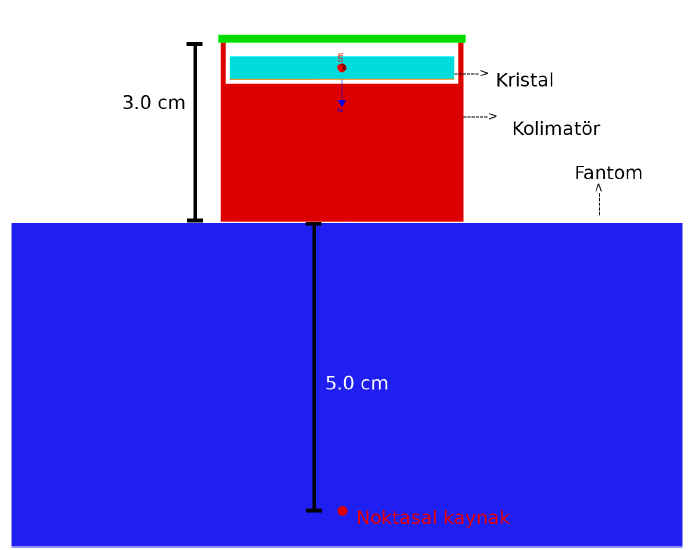 Kristal
3.0 cm
Kolimatör
Fantom
5.0 cm
Noktasal kaynak